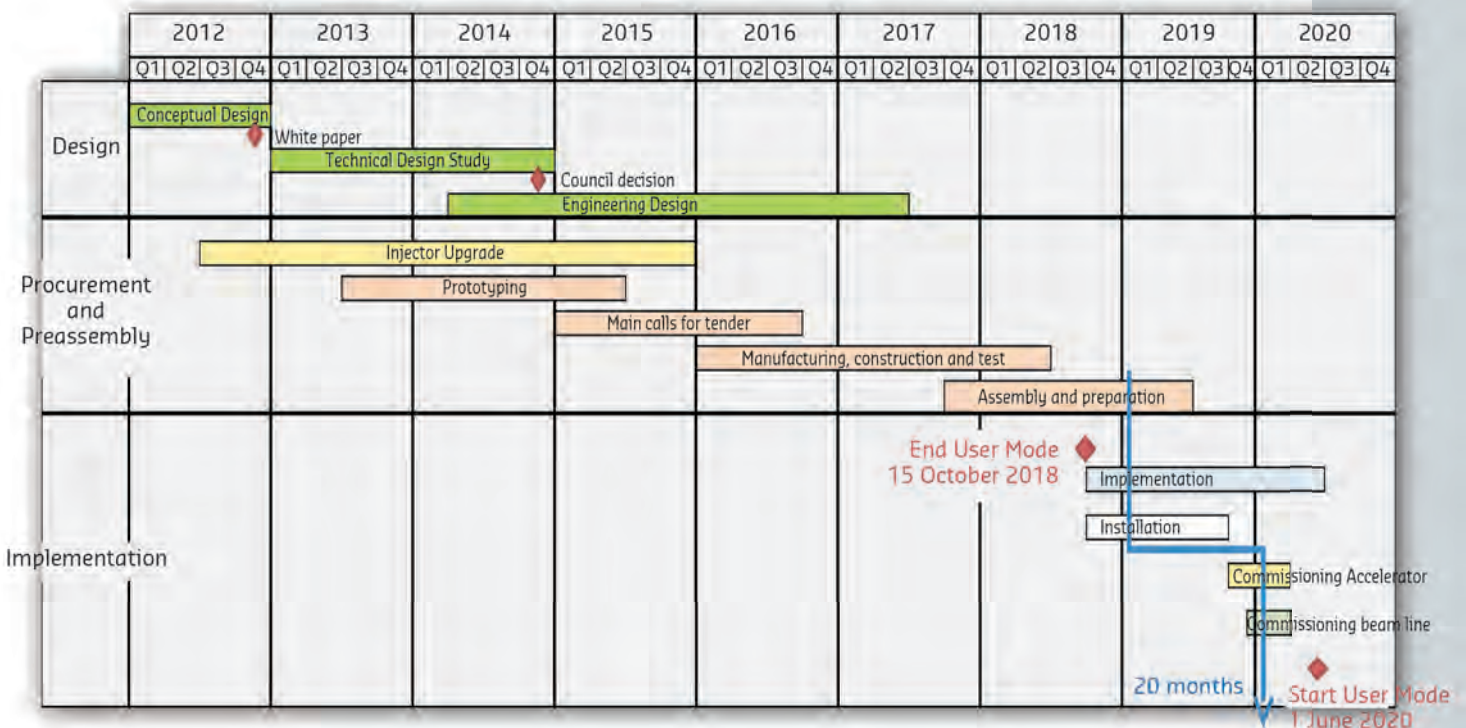 2012 2013 2014 2015 2016 2017 2018 2019 2020
Q1 Q2 Q3 Q4 Q1 Q2 Q3 Q4 Q1 Q2 Q3 Q4 Q1 Q2 Q3 Q4 Q1 Q2 Q3 Q4 Q1 Q2 Q3 Q4 Q1 Q2 Q3 Q4 Q1 Q2 Q3 Q4 Q1 Q2 Q3 Q4
Design
Conceptual Design
White paper
Technical Design Study
Council decision
Engineering Design
Procurement
and
Preassembly
Injector Upgrade
Prototyping
Main calls for tender
Manufacturing, construction and test
Assembly and preparation
Implementation
End User Mode
15 October 2018
Implementation
Installation
Commissioning Accelerator
Commissioning beam line
20 months
Start User Mode
1 June 2020